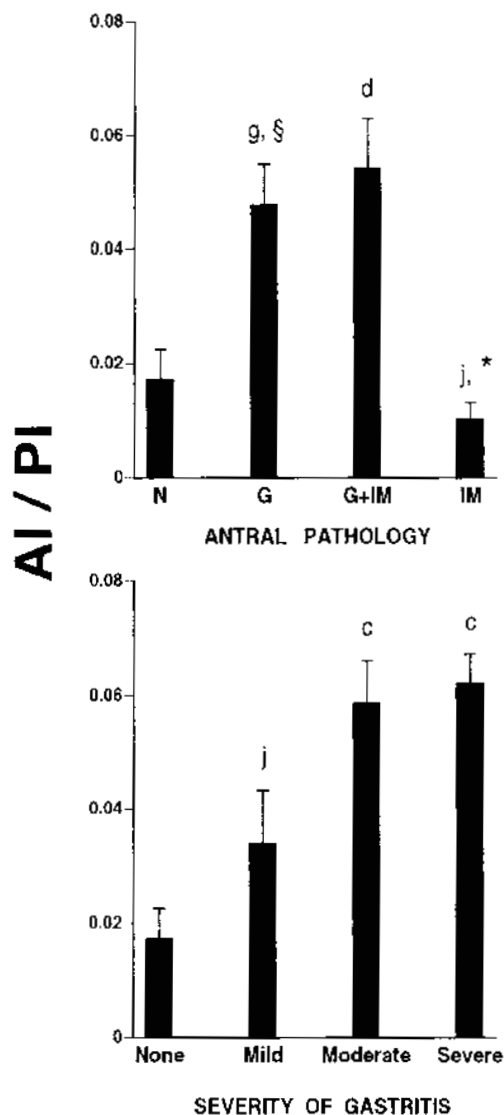 AI / PI
0.08
0.06
0.04
0.02
0
g, §
d
j, *
N G G+IM IM
ANTRAL PATHOLOGY
0.08
0.06
0.04
0.02
0
j
c
c
None Mild Moderate Severe
SEVERITY OF GASTRITIS